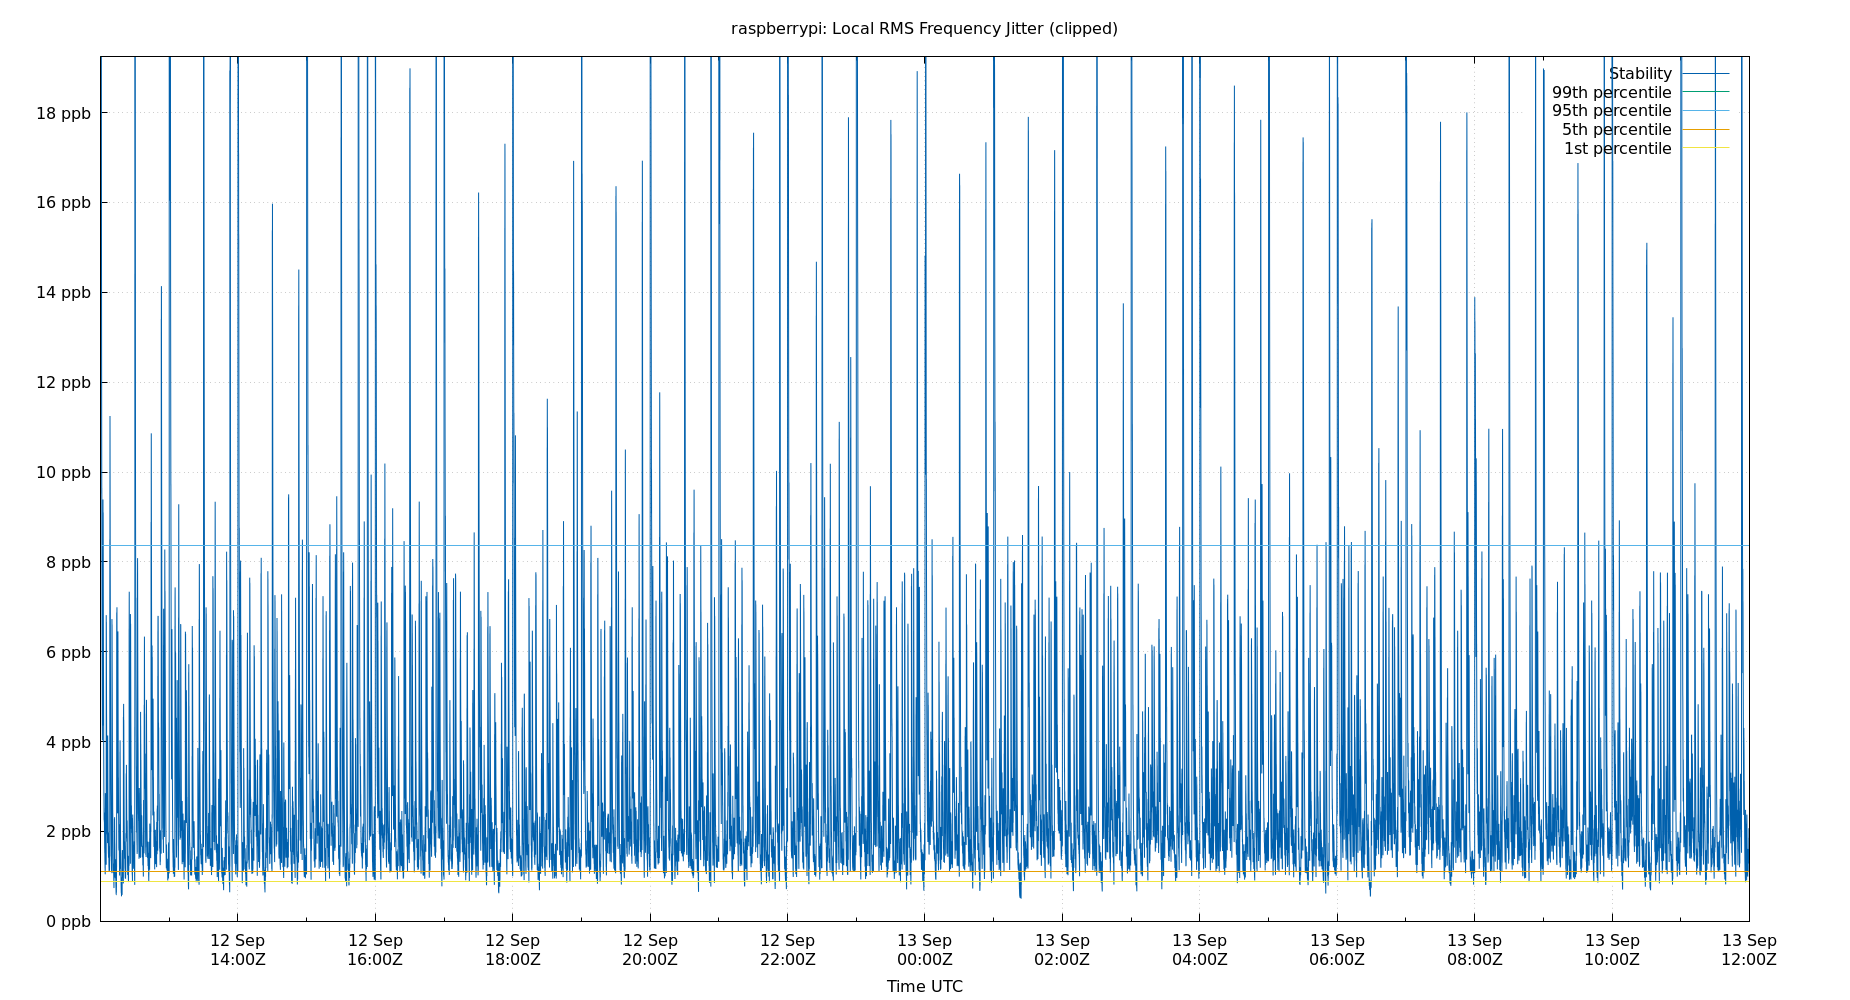 raspberrypi: Local RMS Frequency Jitter (clipped)
Stability
99th percentile
95th percentile
5th percentile
1st percentile
18 ppb
16 ppb
14 ppb
12 ppb
10 ppb
8 ppb
6 ppb
4 ppb
2 ppb
0 ppb
12 Sep 12 Sep 12 Sep 12 Sep 12 Sep 13 Sep 13 Sep 13 Sep 13 Sep 13 Sep 13 Sep 13 Sep
14:00Z 16:00Z 18:00Z 20:00Z 22:00Z 00:00Z 02:00Z 04:00Z 06:00Z 08:00Z 10:00Z 12:00Z
Time UTC